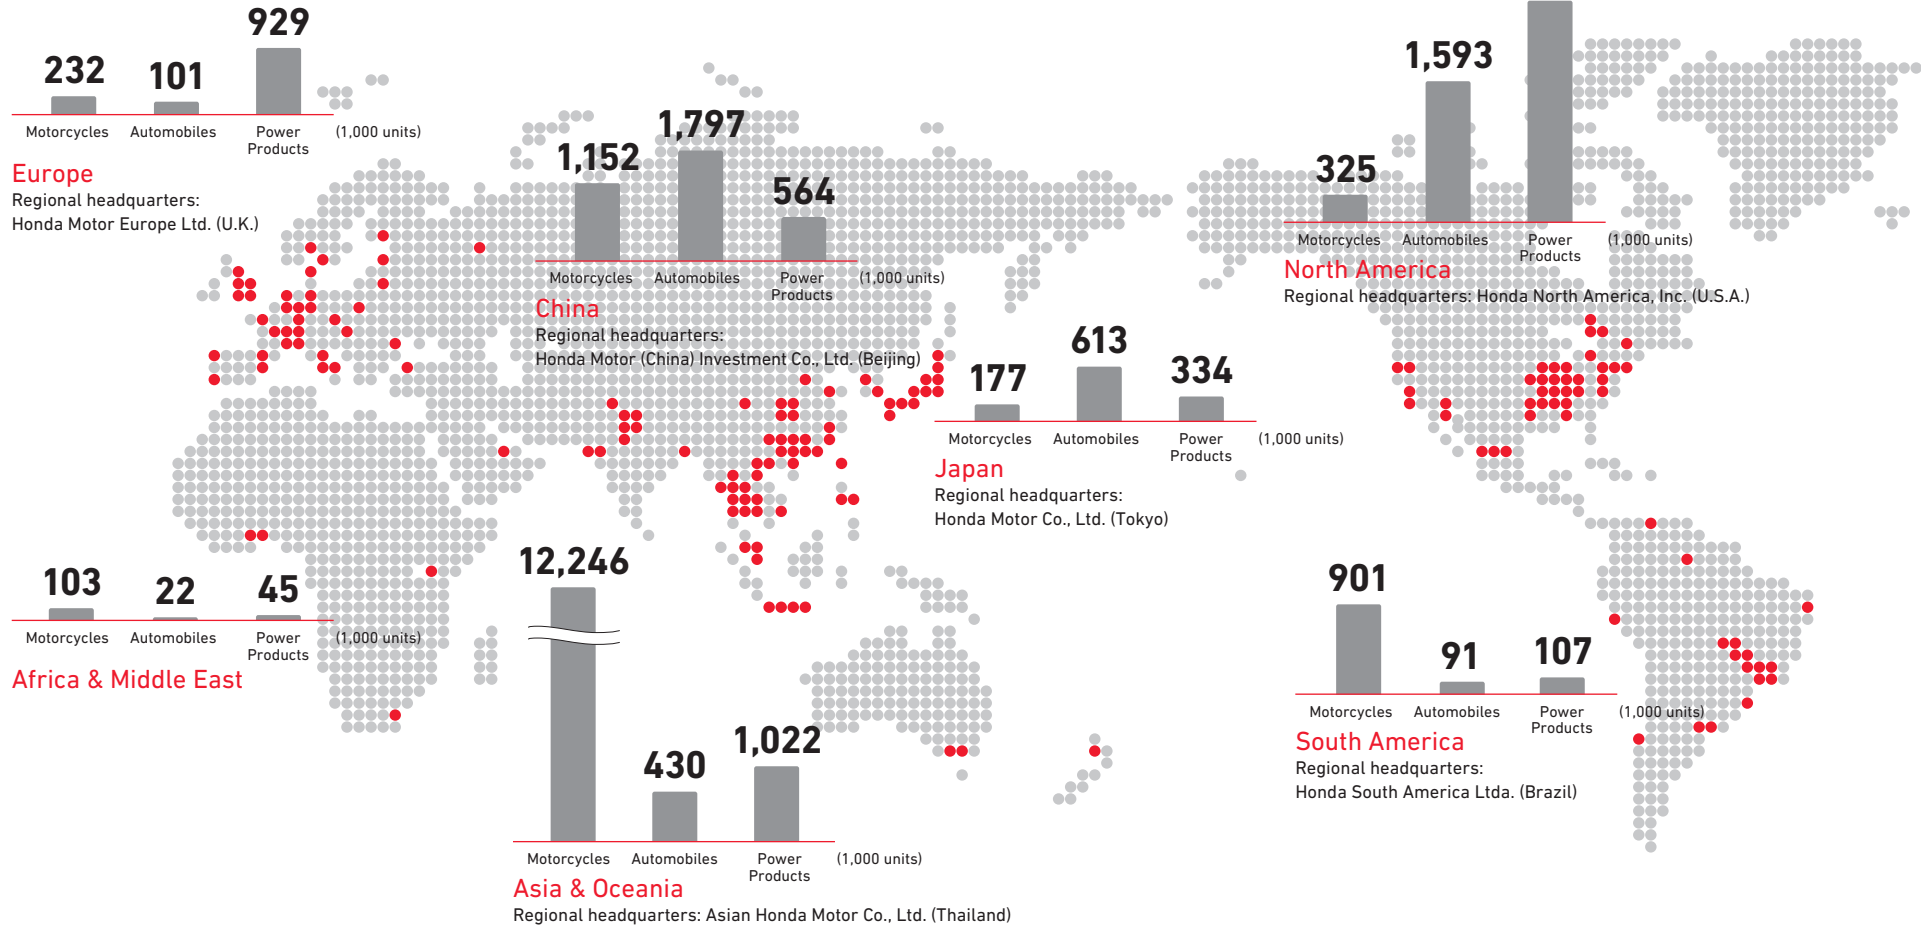 929
232
101
Motorcycles
Automobiles
Power
Products
(1,000 units)
Europe
Regional headquarters:
Honda Motor Europe Ltd. (U.K.)
1,797
1,152
564
Motorcycles
Automobiles
Power
Products
(1,000 units)
China
Regional headquarters:
Honda Motor (China) Investment Co., Ltd. (Beijing)
1,593
325
Motorcycles
Automobiles
Power
Products
(1,000 units)
North America
Regional headquarters: Honda North America, Inc. (U.S.A.)
613
177
334
Motorcycles
Automobiles
Power
Products
(1,000 units)
Japan
Regional headquarters:
Honda Motor Co., Ltd. (Tokyo)
103
22
45
Motorcycles
Automobiles
Power
Products
(1,000 units)
Africa & Middle East
12,246
430
1,022
Motorcycles
Automobiles
Power
Products
(1,000 units)
Asia & Oceania
Regional headquarters: Asian Honda Motor Co., Ltd. (Thailand)
901
91
107
Motorcycles
Automobiles
Power
Products
(1,000 units)
South America
Regional headquarters:
Honda South America Ltda. (Brazil)